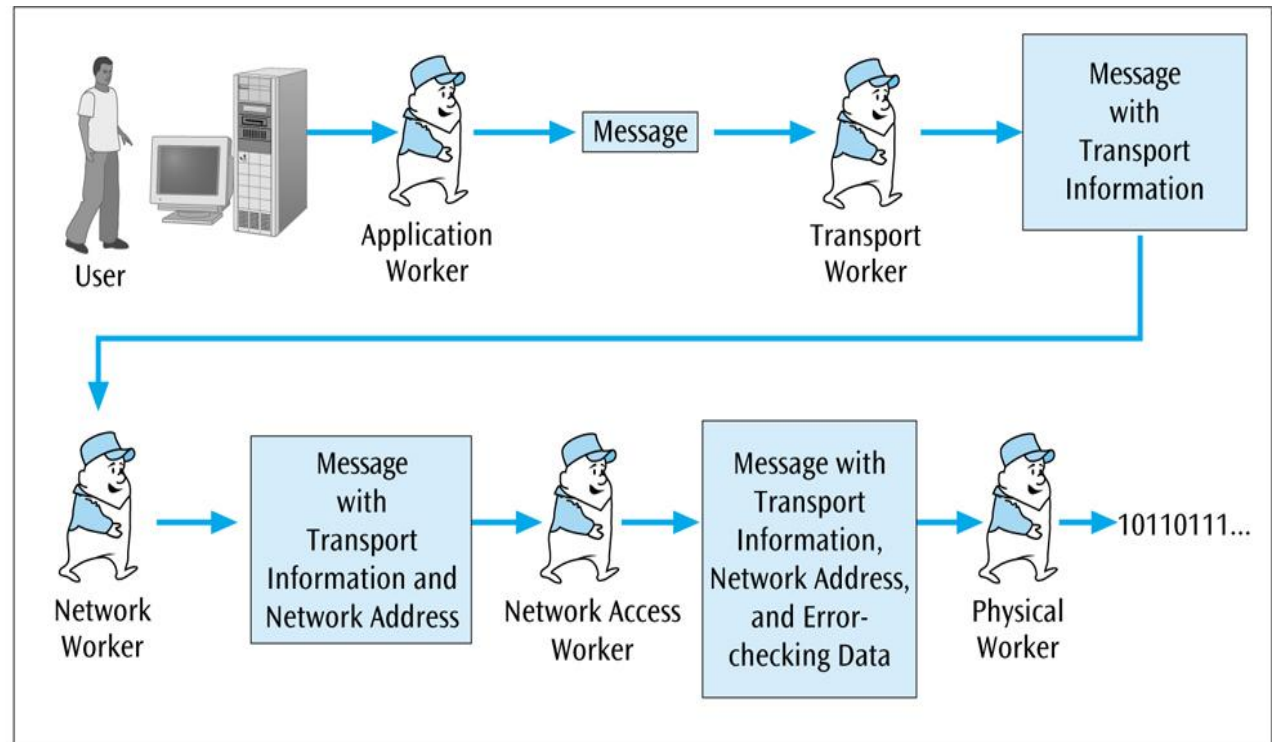 User
Application
Worker
Message
Transport
Worker
Message
with
Transport
Information
Network
Worker
Message
with
Transport
Information and
Network Address
Network Access
Worker
Message with
Transport
Information,
Network Address,
and Error-
checking Data
Physical
Worker
10110111...